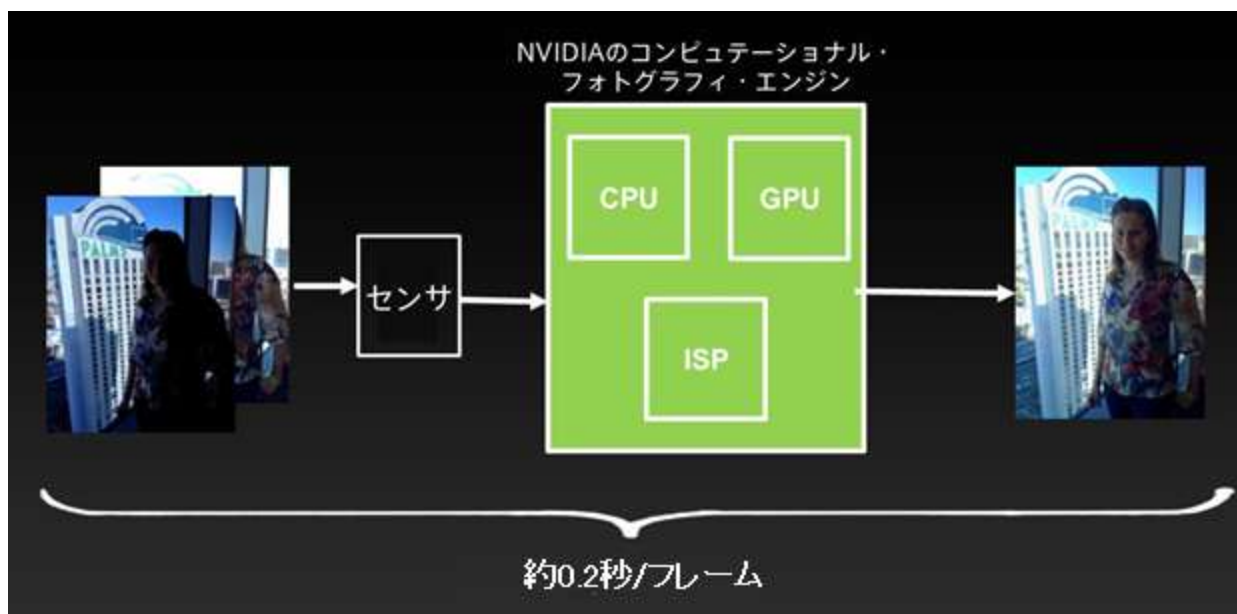 NVIDIAのコンピュテーショナル・
フォトグラフィ・エンジン
CPU
GPU
PALMS
センサ
ISP
約0.2秒/フレーム